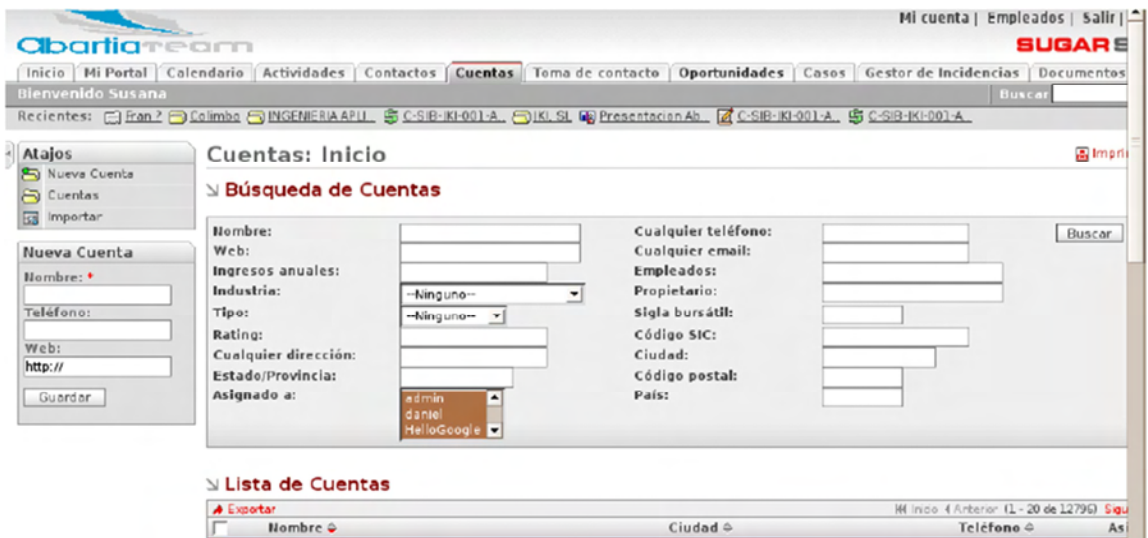 Mi cuenta | Empleados | Salir |
abartiaTeam
SUGAR
Inicio Mi Portal Calendario Actividades Contactos Cuentas Toma de contacto Oportunidades Casos Gestor de Incidencias Documentos
Bienvenido Susana Buscar
Recientes: Fran ? Colimbo INGENIERIA APLI... C-SIB-IKI-001-A... IKI, SL Presentacion Ab... C-SIB-IKI-001-A... C-SIB-IKI-001-A...
Atajos
Nueva Cuenta
Cuentas
Importar
Nueva Cuenta
Nombre: *
Teléfono:
Web:
http://
Guardar
Cuentas: Inicio
Búsqueda de Cuentas
Nombre: Cualquier teléfono: Buscar
Web: Cualquier email:
Ingresos anuales: Empleados:
Industria: --Ninguno-- Propietario:
Tipo: --Ninguno-- Sigla bursátil:
Rating: Código SIC:
Cualquier dirección: Ciudad:
Estado/Provincia: Código postal:
Asignado a: admin País:
daniel
HelloGoogle
Lista de Cuentas
Exportar Inicio Anterior (1 - 20 de 12796) Sigu
Nombre Ciudad Teléfono Asi